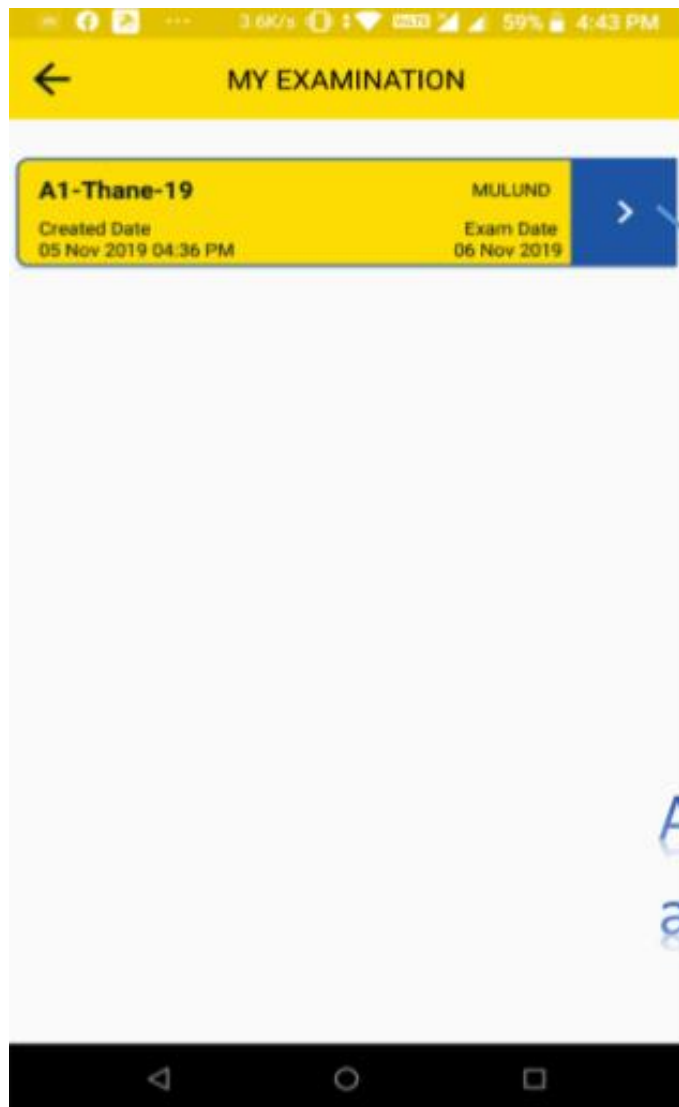 3.6K/s 59% 4:43 PM
MY EXAMINATION
A1-Thane-19 MULUND
Created Date Exam Date
05 Nov 2019 04:36 PM 06 Nov 2019
A
a